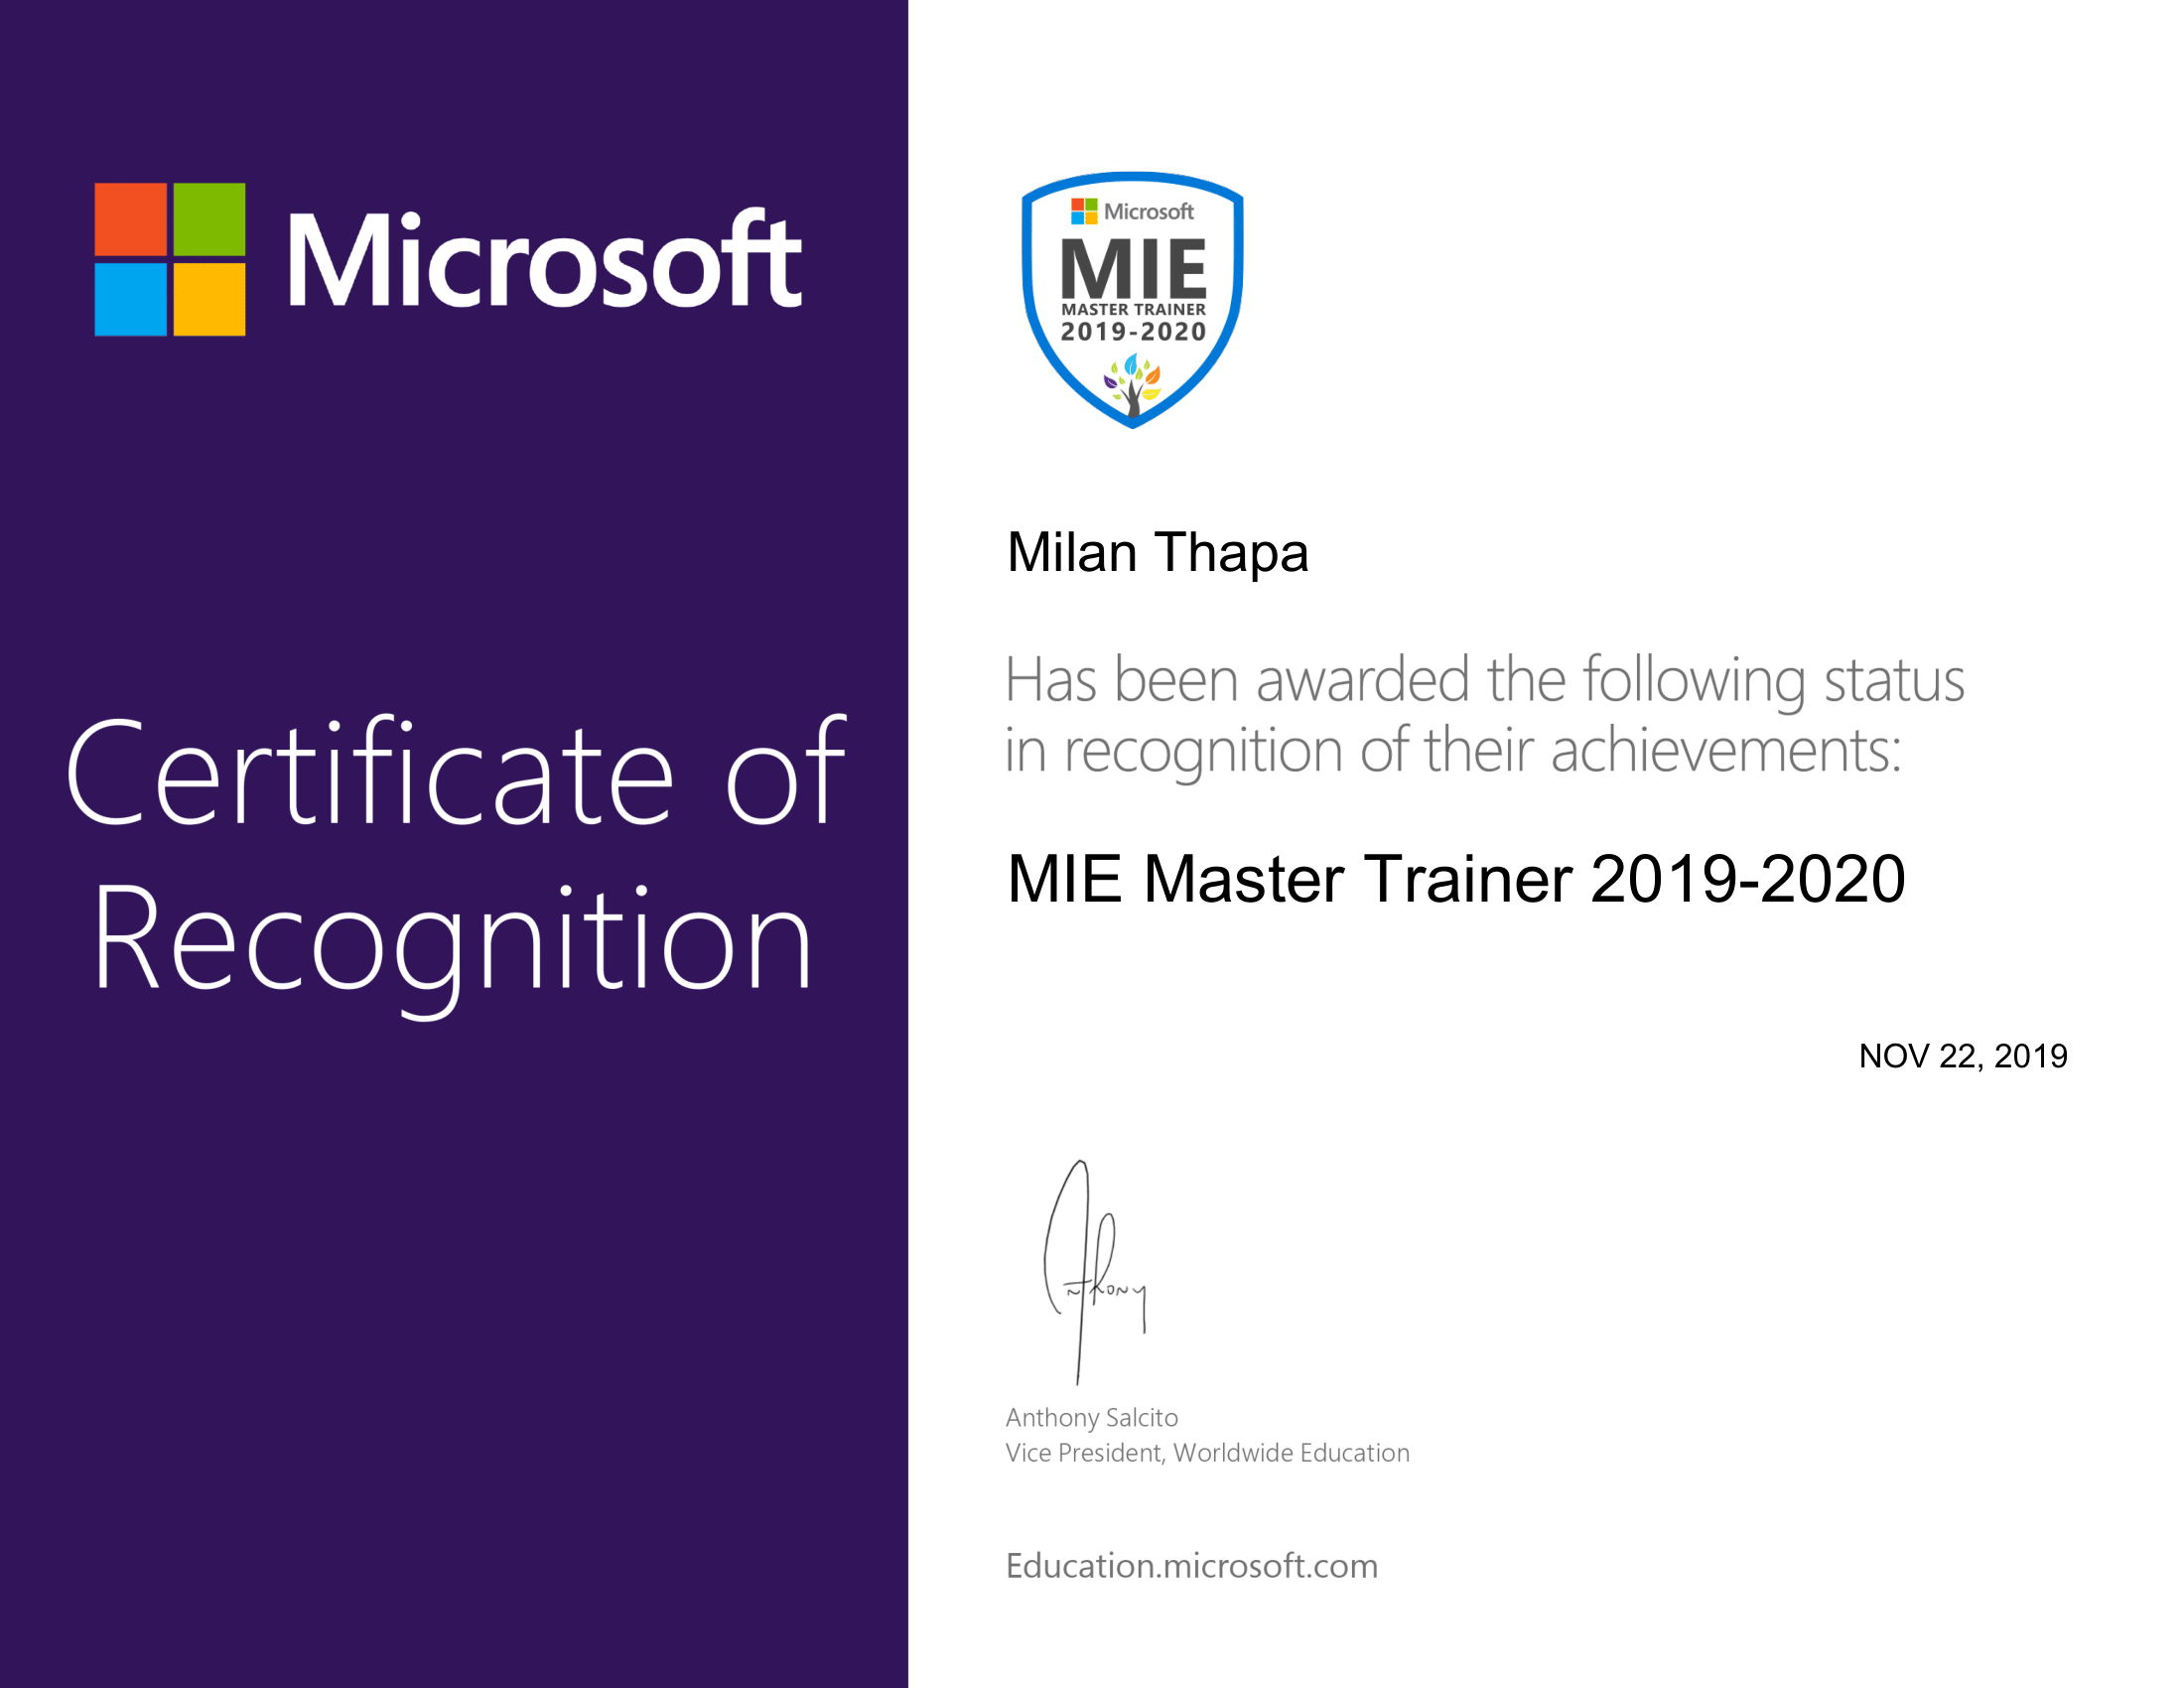 Microsoft
Certificate of
Recognition
Microsoft
MIE
MASTER TRAINER
2019-2020
Milan Thapa
Has been awarded the following status
in recognition of their achievements:
MIE Master Trainer 2019-2020
NOV 22, 2019
Anthony
Anthony Salcito
Vice President, Worldwide Education
Education.microsoft.com